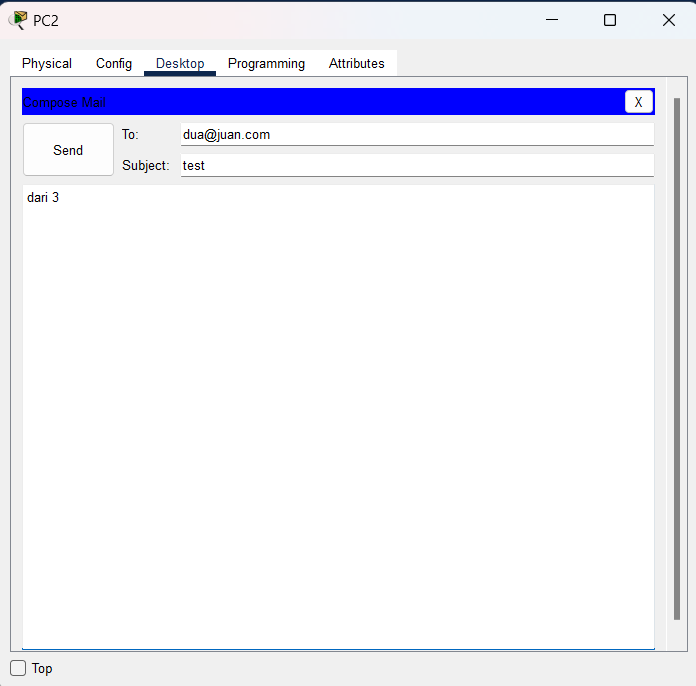 PC2
Physical Config Desktop Programming Attributes
Compose Mail X
Send
To: dua@juan.com
Subject: test
dari 3
Top